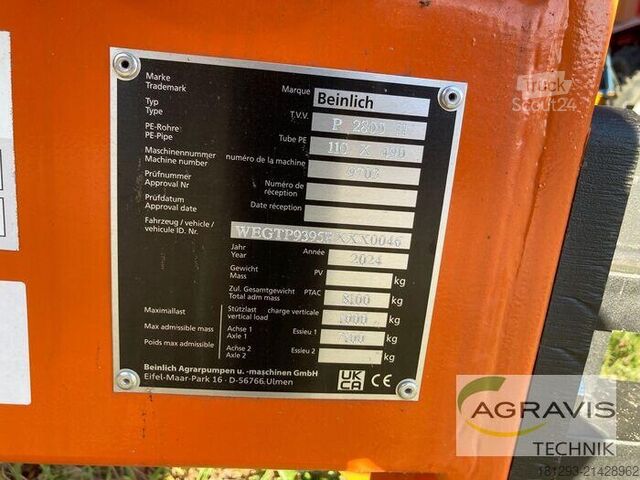 Marke
Trademark
Marque
Beinlich
Typ
Type
T.V.V.
P 2800
PE-Rohre
PE-Pipe
Tube PE
110 X 490
Maschinennummer
Machine number
numéro de la machine
Prüfnummer
Approval Nr
Numéro de
réception
Prüfdatum
Approval date
Date réception
Fahrzeug / vehicle /
vehicule ID. Nr.
Jahr
Year
Année
2024
Gewicht
Mass
PV
kg
Zul. Gesamtgewicht
Total adm mass
PTAC
8100
kg
Maximallast
Stützlast
vertical load
charge verticale
1000
kg
Max admissible mass
Achse 1
Axle 1
Essieu 1
kg
Poids max admissible
Achse 2
Axle 2
Essieu 2
kg
Beinlich Agrarpumpen u. -maschinen GmbH
Eifel-Maar-Park 16 · D-56766 Ulmen
UK
CA
CE
truck
Scout24
AGRAVIS
TECHNIK
181293-21428962